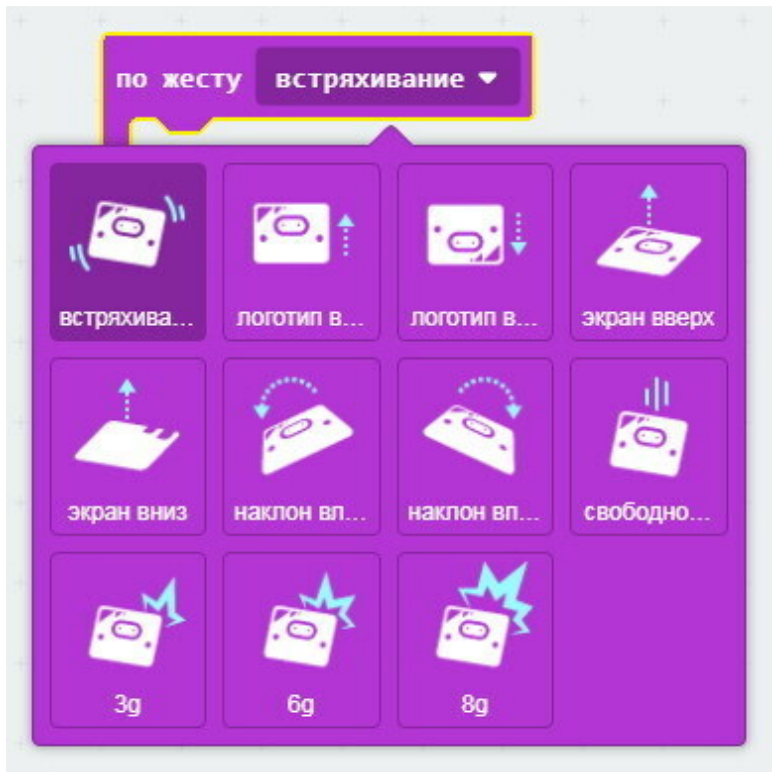 по жесту встряхивание
встряхива...
логотип в...
логотип в...
экран вверх
экран вниз
наклон вл...
наклон вп...
свободно...
3g
6g
8g